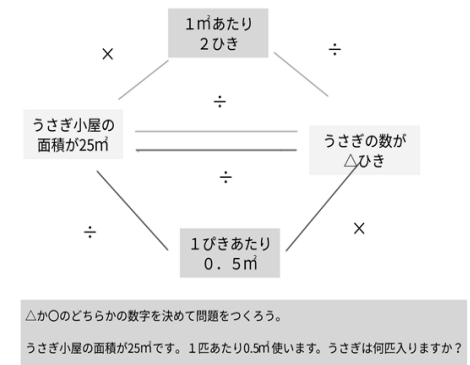 1㎡あたり
2ひき
×
÷
÷
うさぎ小屋の
面積が25㎡
うさぎの数が
△ひき
÷
÷
×
1ぴきあたり
0．5㎡
△か〇のどちらかの数字を決めて問題をつくろう。
うさぎ小屋の面積が25㎡です。1匹あたり0.5㎡使います。うさぎは何匹入りますか？